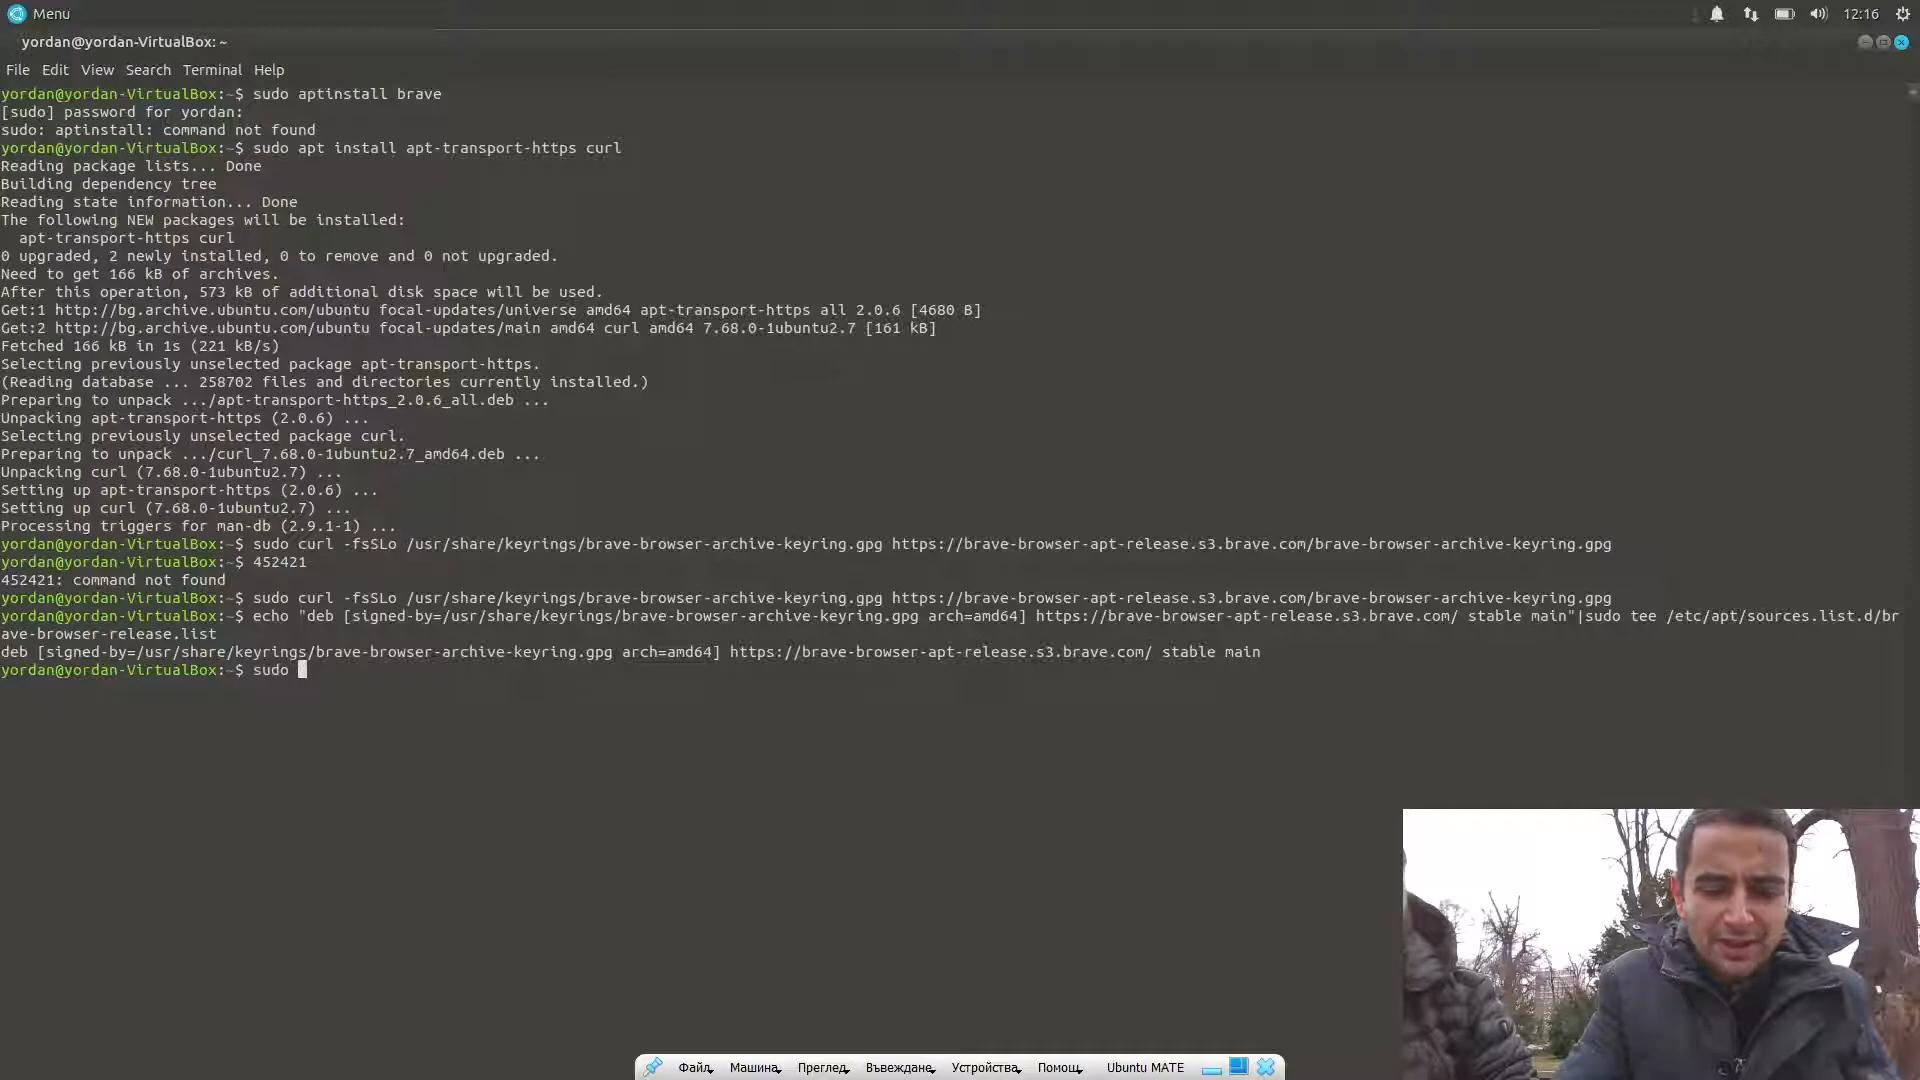 Menu
12:16
yordan@yordan-VirtualBox: ~
File Edit View Search Terminal Help
yordan@yordan-VirtualBox:~$ sudo aptinstall brave
[sudo] password for yordan:
sudo: aptinstall: command not found
yordan@yordan-VirtualBox:~$ sudo apt install apt-transport-https curl
Reading package lists... Done
Building dependency tree
Reading state information... Done
The following NEW packages will be installed:
  apt-transport-https curl
0 upgraded, 2 newly installed, 0 to remove and 0 not upgraded.
Need to get 166 kB of archives.
After this operation, 573 kB of additional disk space will be used.
Get:1 http://bg.archive.ubuntu.com/ubuntu focal-updates/universe amd64 apt-transport-https all 2.0.6 [4680 B]
Get:2 http://bg.archive.ubuntu.com/ubuntu focal-updates/main amd64 curl amd64 7.68.0-1ubuntu2.7 [161 kB]
Fetched 166 kB in 1s (221 kB/s)
Selecting previously unselected package apt-transport-https.
(Reading database ... 258702 files and directories currently installed.)
Preparing to unpack .../apt-transport-https_2.0.6_all.deb ...
Unpacking apt-transport-https (2.0.6) ...
Selecting previously unselected package curl.
Preparing to unpack .../curl_7.68.0-1ubuntu2.7_amd64.deb ...
Unpacking curl (7.68.0-1ubuntu2.7) ...
Setting up apt-transport-https (2.0.6) ...
Setting up curl (7.68.0-1ubuntu2.7) ...
Processing triggers for man-db (2.9.1-1) ...
yordan@yordan-VirtualBox:~$ sudo curl -fsSLo /usr/share/keyrings/brave-browser-archive-keyring.gpg https://brave-browser-apt-release.s3.brave.com/brave-browser-archive-keyring.gpg
yordan@yordan-VirtualBox:~$ 452421
452421: command not found
yordan@yordan-VirtualBox:~$ sudo curl -fsSLo /usr/share/keyrings/brave-browser-archive-keyring.gpg https://brave-browser-apt-release.s3.brave.com/brave-browser-archive-keyring.gpg
yordan@yordan-VirtualBox:~$ echo "deb [signed-by=/usr/share/keyrings/brave-browser-archive-keyring.gpg arch=amd64] https://brave-browser-apt-release.s3.brave.com/ stable main"|sudo tee /etc/apt/sources.list.d/br
ave-browser-release.list
deb [signed-by=/usr/share/keyrings/brave-browser-archive-keyring.gpg arch=amd64] https://brave-browser-apt-release.s3.brave.com/ stable main
yordan@yordan-VirtualBox:~$ sudo
Файл Машина Преглед Въвеждане Устройства Помощ Ubuntu MATE